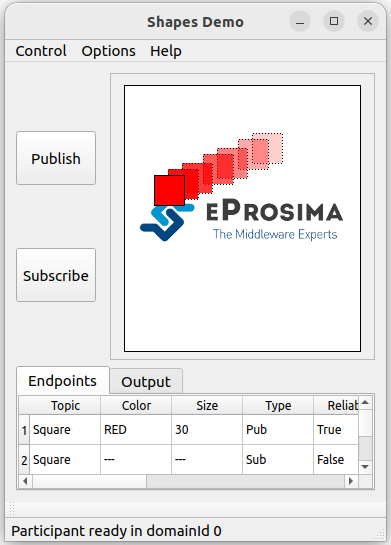 Shapes Demo
Control Options Help
Publish
Subscribe
ePROSIMA
The Middleware Experts
Endpoints Output
Topic Color Size Type Reliab
1 Square RED 30 Pub True
2 Square --- --- Sub False
Participant ready in domainId 0